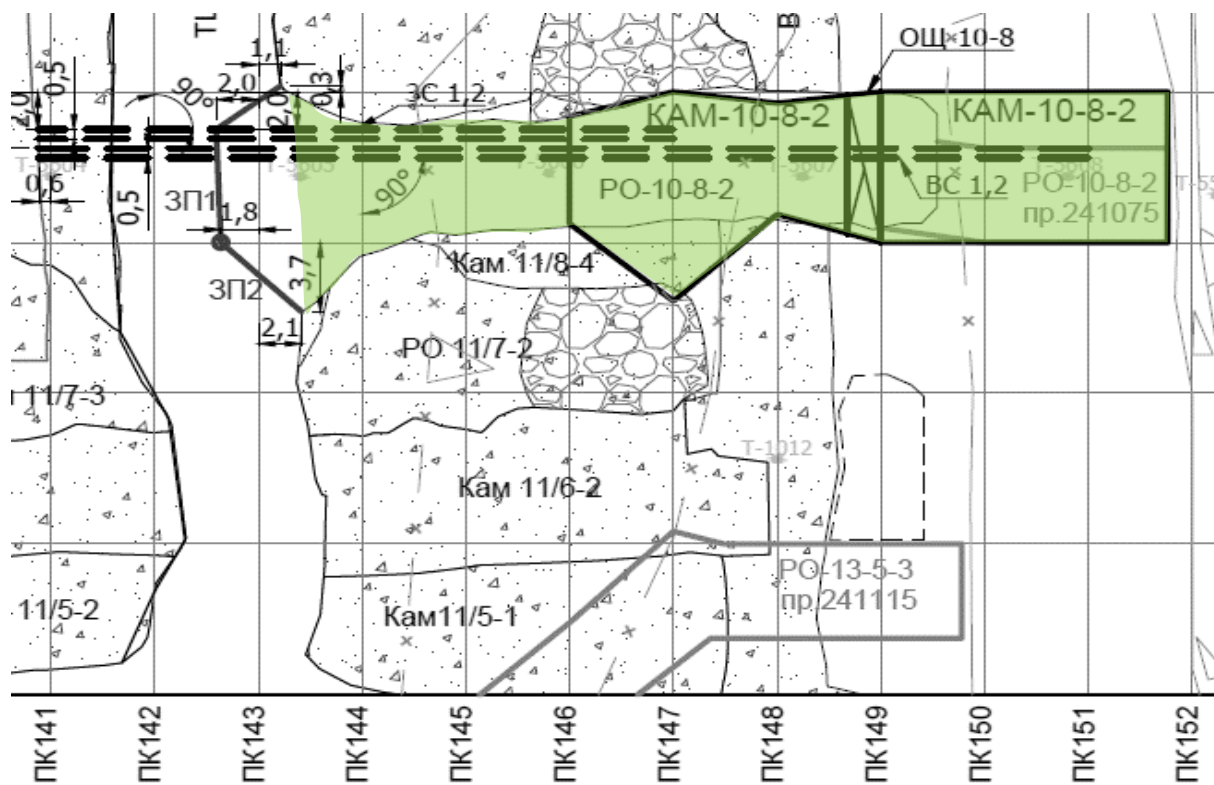 ОЩ-10-8
1,1
0,5
90°
2,0
0,3
ЗС 1,2
2,0
2,0
КАМ-10-8-2
КАМ-10-8-2
Т-5603
Т-5607
Т-5608
0,6
0,5
ЗП1
1,8
90°
РО-10-8-2
ВС 1,2
РО-10-8-2
пр.241075
ЗП2
3,7
Кам 11/8-4
2,1
РО 11/7-2
11/7-3
Т-1012
Кам 11/6-2
РО-13-5-3
пр.241115
11/5-2
Кам11/5-1
ПК141
ПК142
ПК143
ПК144
ПК145
ПК146
ПК147
ПК148
ПК149
ПК150
ПК151
ПК152